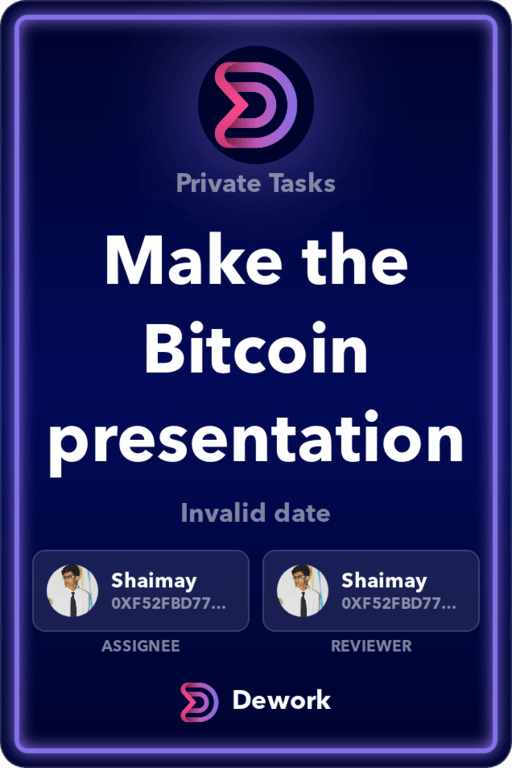 Private Tasks
Make the
Bitcoin
presentation
Invalid date
Shaimay
0XF52FBD77...
ASSIGNEE
Shaimay
0XF52FBD77...
REVIEWER
Dework